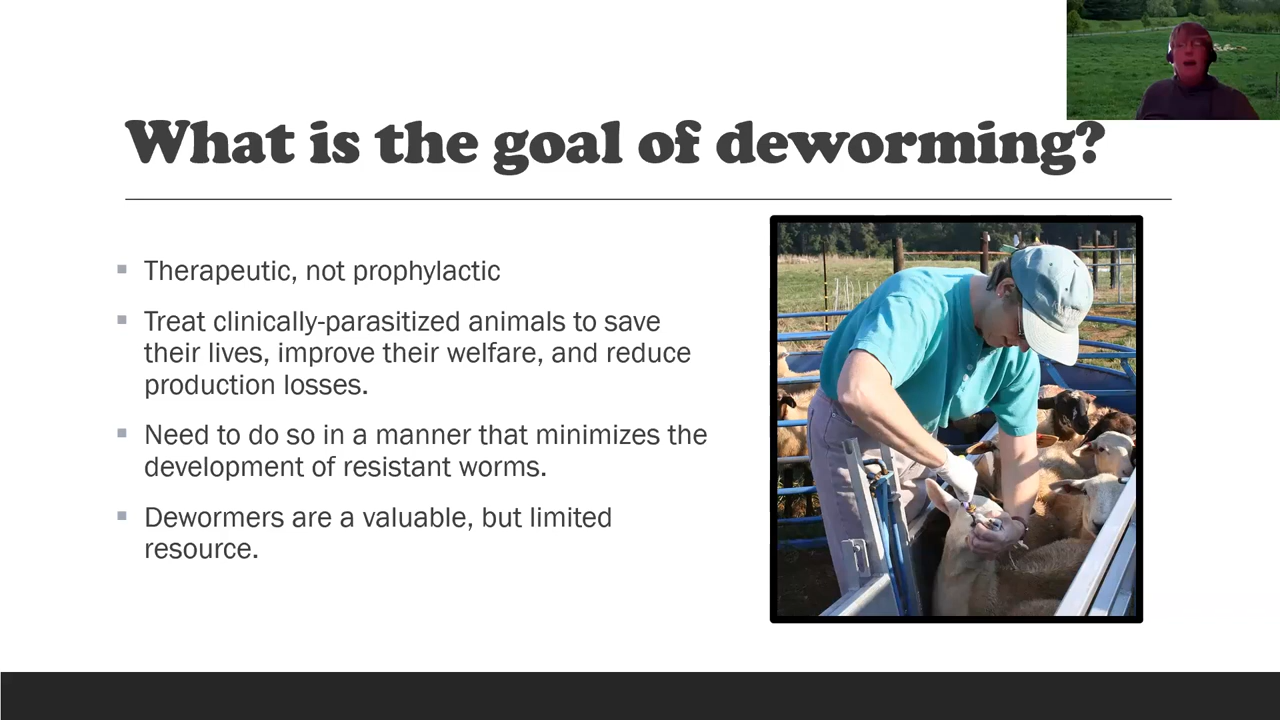 What is the goal of deworming?
Therapeutic, not prophylactic
Treat clinically-parasitized animals to save
their lives, improve their welfare, and reduce
production losses.
Need to do so in a manner that minimizes the
development of resistant worms.
Dewormers are a valuable, but limited
resource.